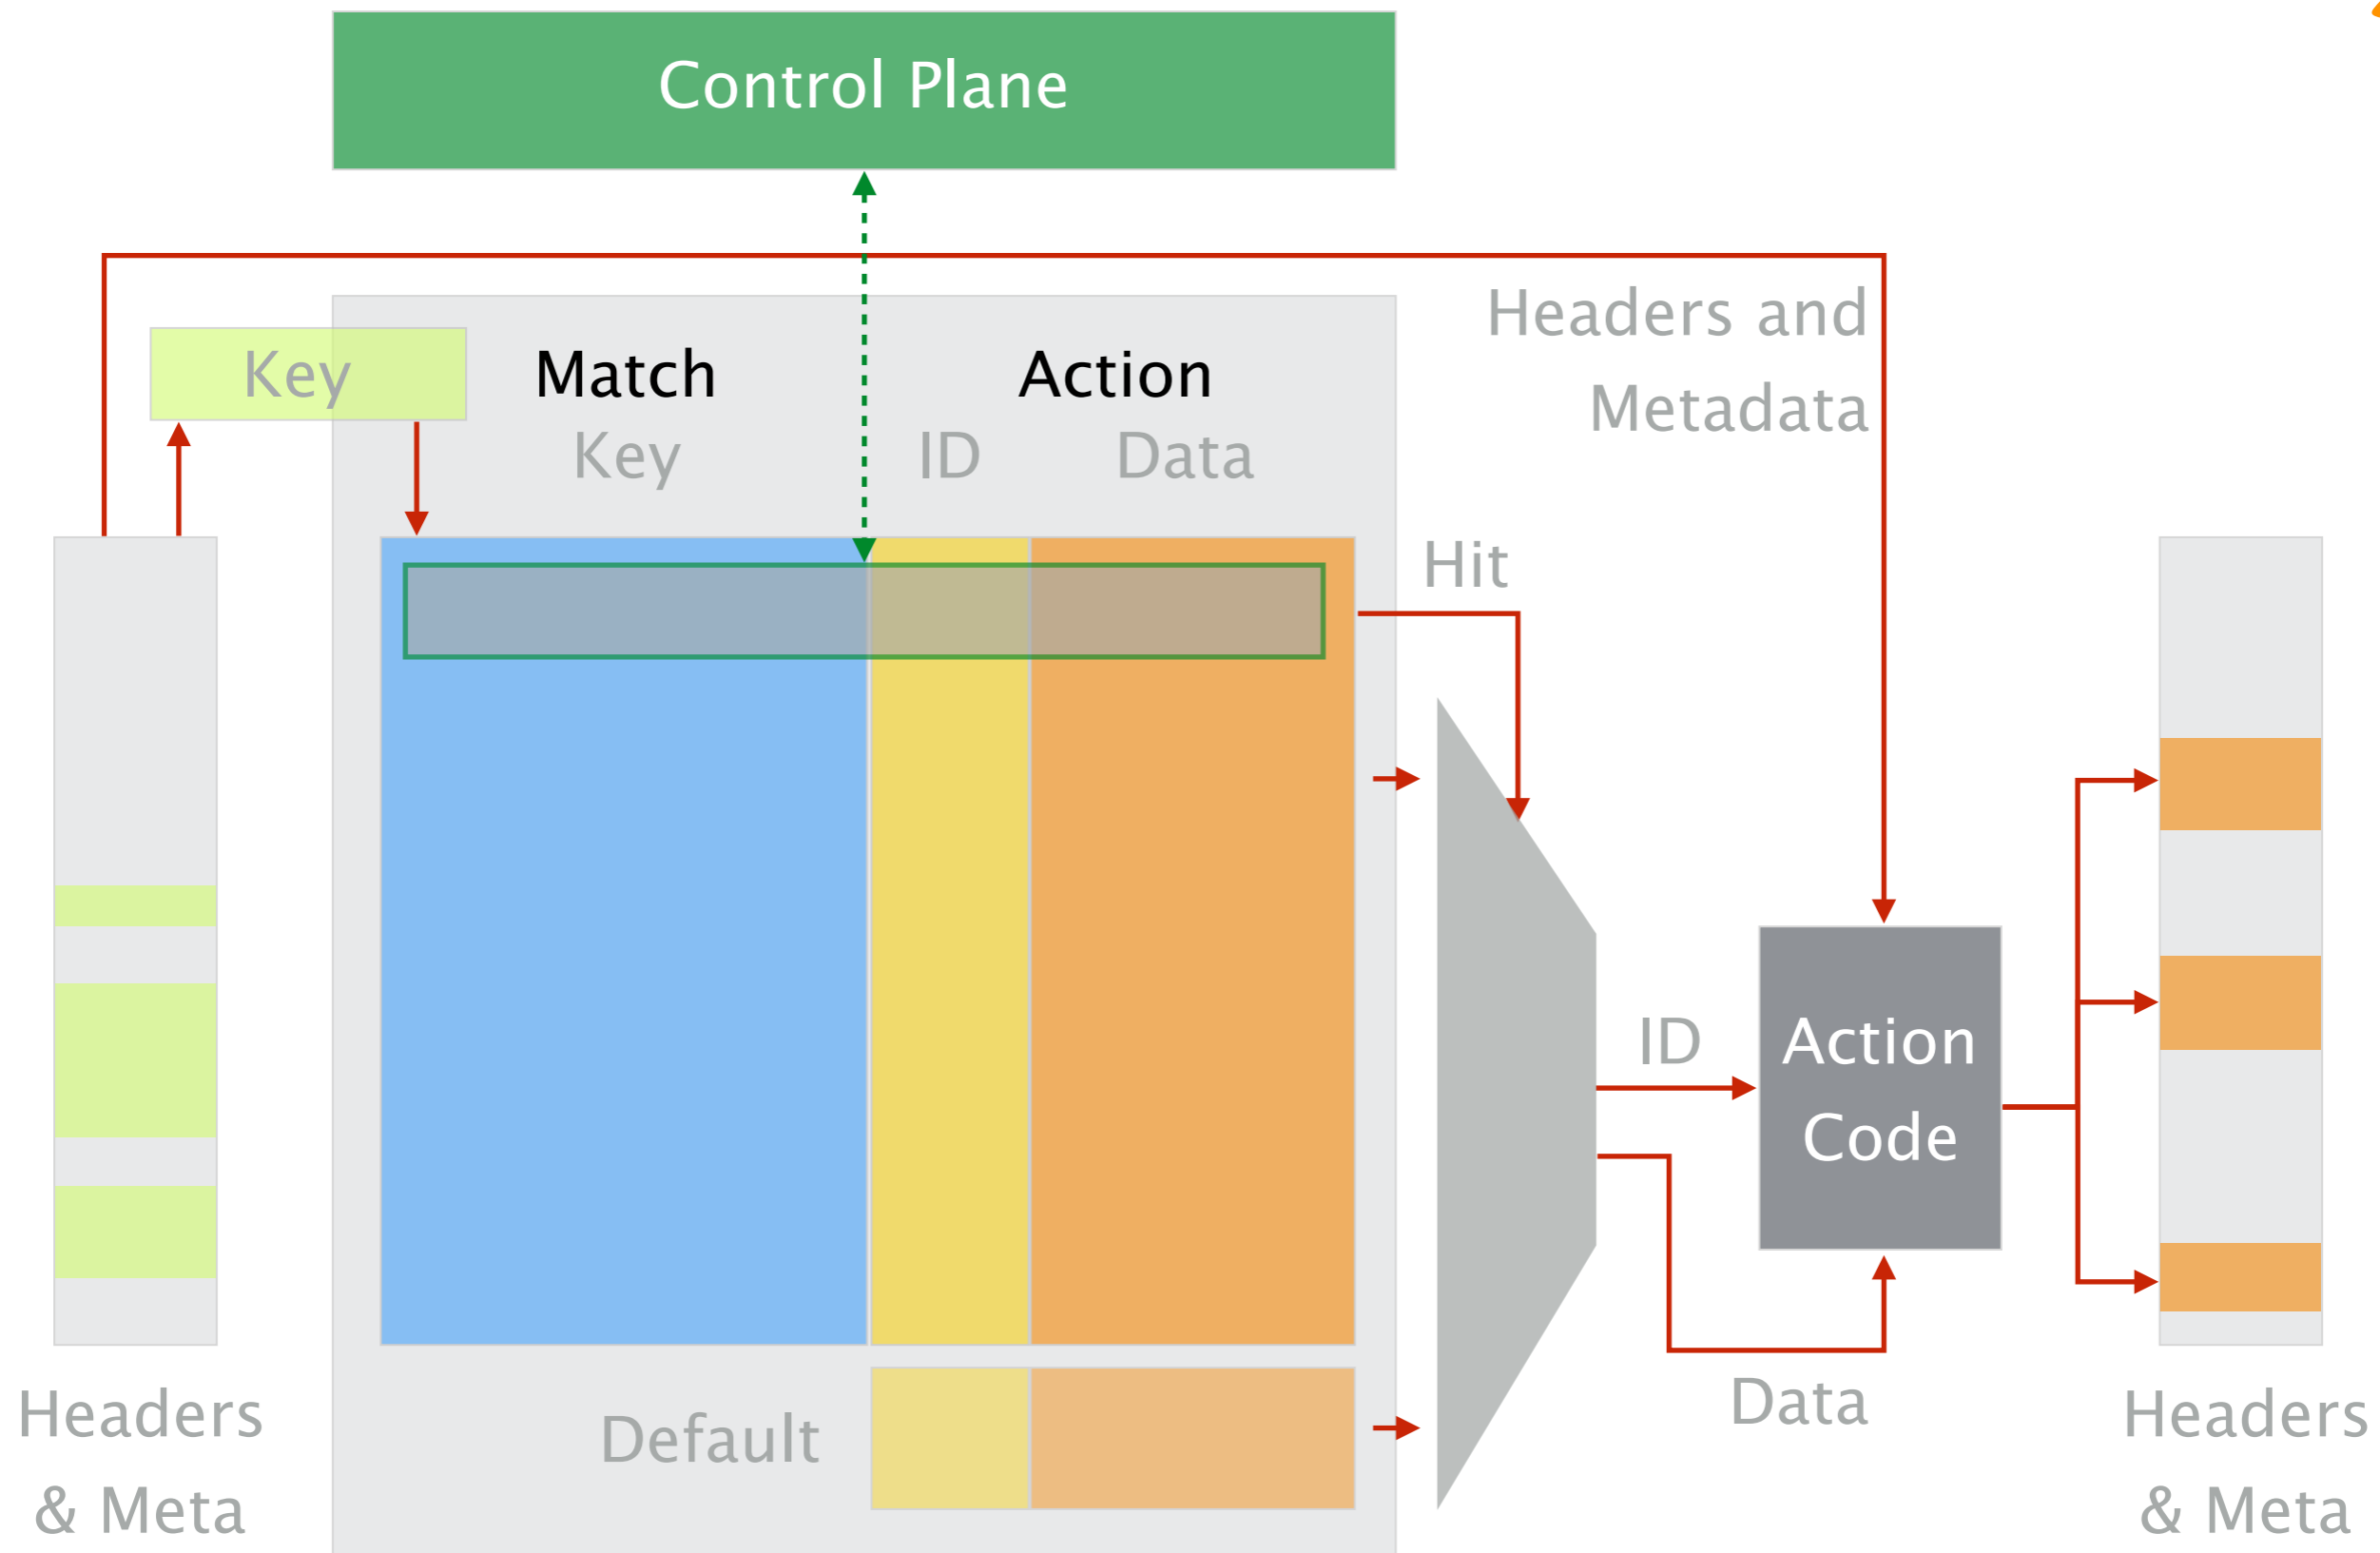 Control Plane
Headers and
Metadata
Key
Match
Action
Key
ID
Data
Hit
ID
Action
Code
Data
Default
Headers
& Meta
Headers
& Meta